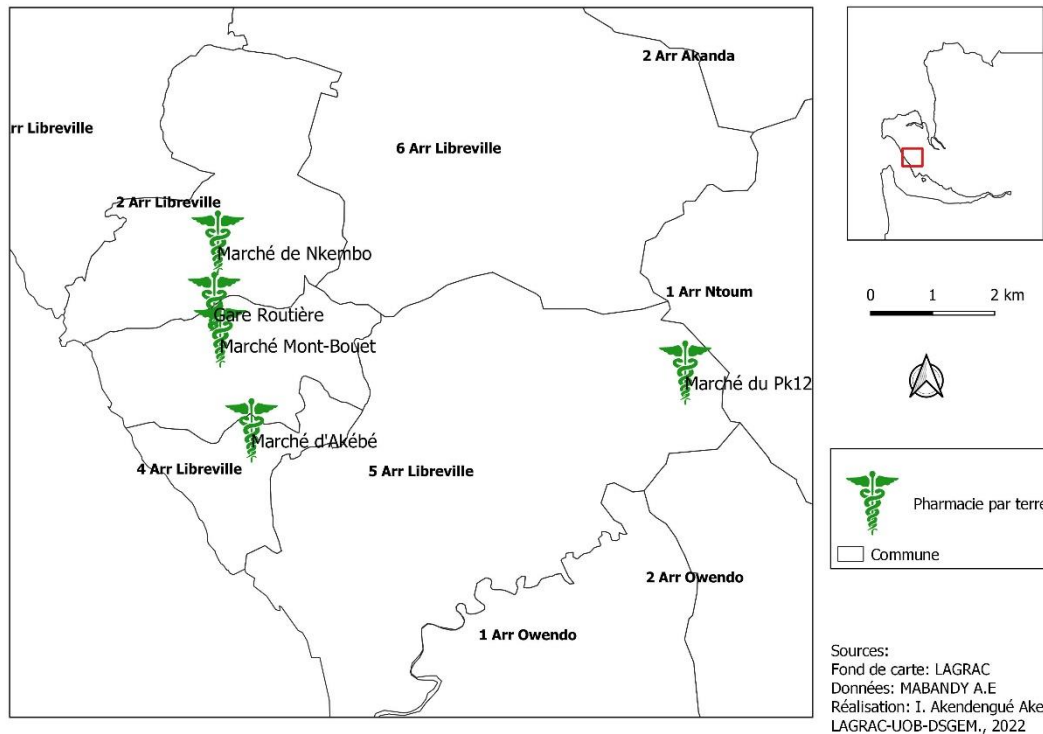 2 Arr Akanda
rr Libreville
6 Arr Libreville
2 Arr Libreville
Marché de Nkembo
1 Arr Ntoum
Gare Routière
Marché Mont-Bouet
Marché du Pk12
Marché d'Akébé
4 Arr Libreville
5 Arr Libreville
2 Arr Owendo
1 Arr Owendo
0 1 2 km
Pharmacie par terre
Commune
Sources:
Fond de carte: LAGRAC
Données: MABANDY A.E
Réalisation: I. Akendengué Ake
LAGRAC-UOB-DSGEM., 2022